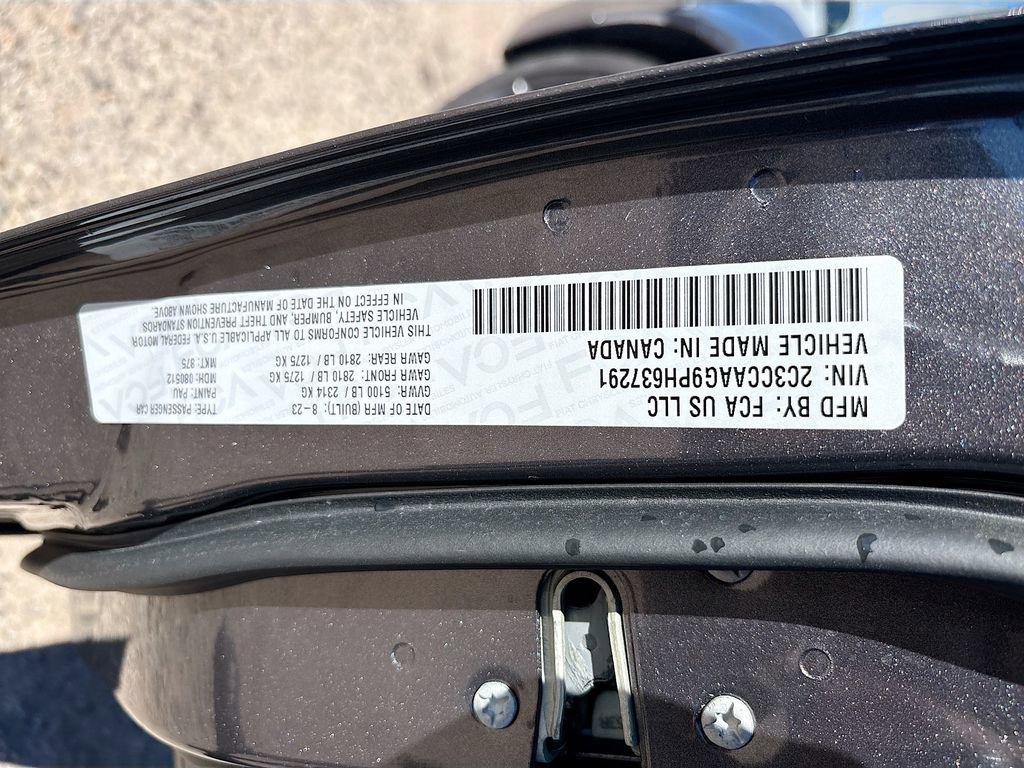 MFD BY: FCA US LLC
VIN: 2C3CCAAG9PH637291
VEHICLE MADE IN: CANADA
DATE OF MFR (BUILT): 8-23
GVWR: 5100 LB / 2314 KG
GAWR FRONT: 2810 LB / 1275 KG
GAWR REAR: 2810 LB / 1275 KG
TYPE: PASSENGER CAR
PAINT: PAU
MDH: 080512
MKT: 975
THIS VEHICLE CONFORMS TO ALL APPLICABLE U.S.A. FEDERAL MOTOR
VEHICLE SAFETY, BUMPER, AND THEFT PREVENTION STANDARDS
IN EFFECT ON THE DATE OF MANUFACTURE SHOWN ABOVE.